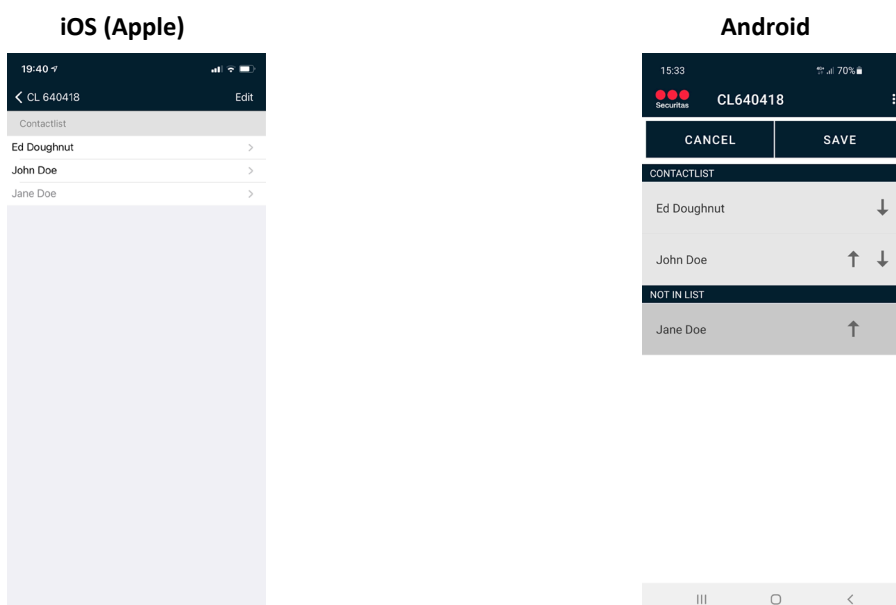 iOS (Apple)
19:40
CL 640418
Edit
Contactlist
Ed Doughnut
John Doe
Jane Doe
Android
15:33
70%
Securitas
CL640418
CANCEL
SAVE
CONTACTLIST
Ed Doughnut
John Doe
NOT IN LIST
Jane Doe